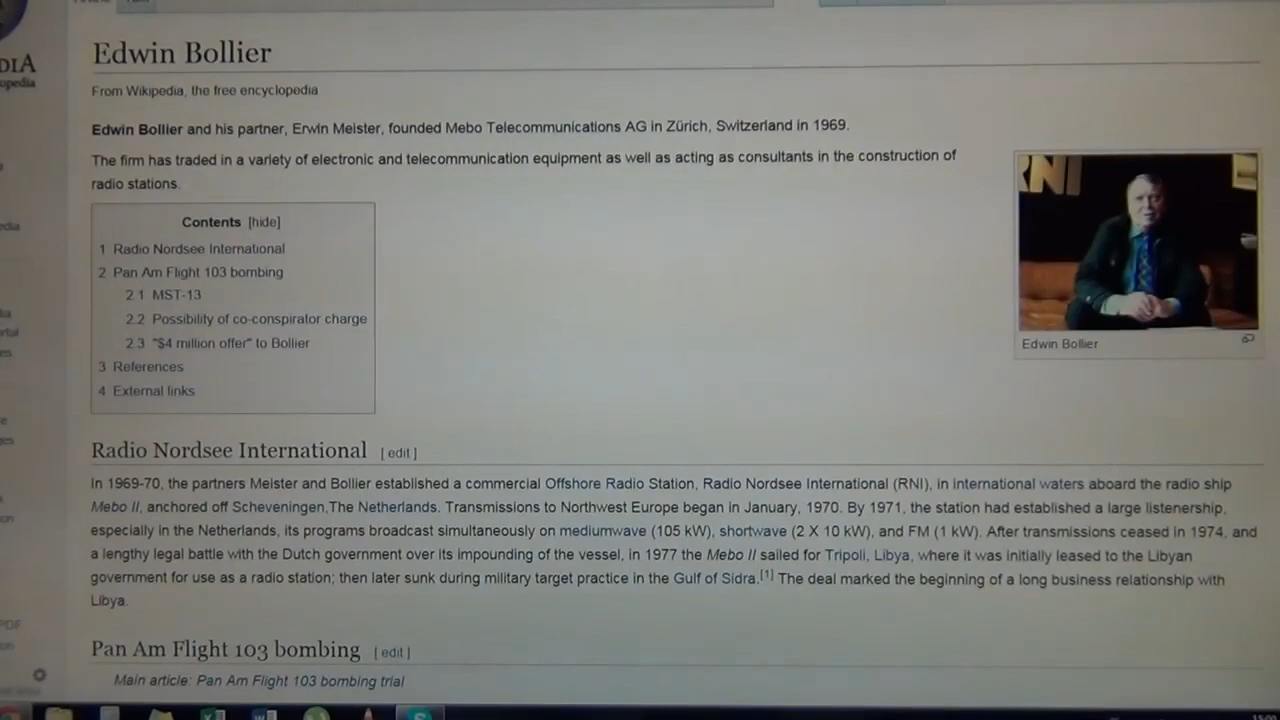 DIA
opedia
Edwin Bollier
From Wikipedia, the free encyclopedia
Edwin Bollier and his partner, Erwin Meister, founded Mebo Telecommunications AG in Zürich, Switzerland in 1969.
The firm has traded in a variety of electronic and telecommunication equipment as well as acting as consultants in the construction of
radio stations.
RNI
Edwin Bollier
Contents [hide]
1 Radio Nordsee International
2 Pan Am Flight 103 bombing
2.1 MST-13
2.2 Possibility of co-conspirator charge
2.3 "$4 million offer" to Bollier
3 References
4 External links
Radio Nordsee International [ edit ]
In 1969-70, the partners Meister and Bollier established a commercial Offshore Radio Station, Radio Nordsee International (RNI), in international waters aboard the radio ship
Mebo II, anchored off Scheveningen,The Netherlands. Transmissions to Northwest Europe began in January, 1970. By 1971, the station had established a large listenership,
especially in the Netherlands, its programs broadcast simultaneously on mediumwave (105 kW), shortwave (2 X 10 kW), and FM (1 kW). After transmissions ceased in 1974, and
a lengthy legal battle with the Dutch government over its impounding of the vessel, in 1977 the Mebo II sailed for Tripoli, Libya, where it was initially leased to the Libyan
government for use as a radio station; then later sunk during military target practice in the Gulf of Sidra.[1] The deal marked the beginning of a long business relationship with
Libya.
Pan Am Flight 103 bombing [ edit ]
Main article: Pan Am Flight 103 bombing trial